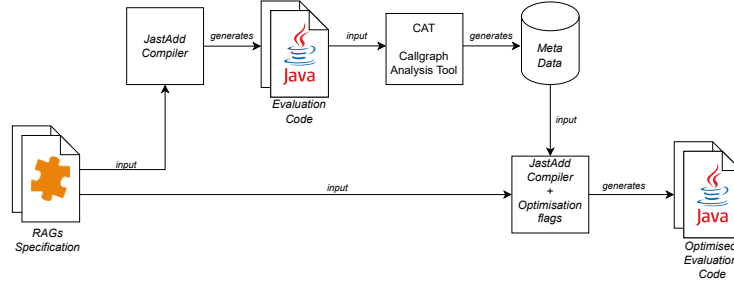 JastAdd
Compiler
generates
Java
Evaluation
Code
input
CAT
Callgraph
Analysis Tool
generates
Meta
Data
input
input
RAGs
Specification
input
JastAdd
Compiler
+
Optimisation
flags
generates
Java
Optimised
Evaluation
Code